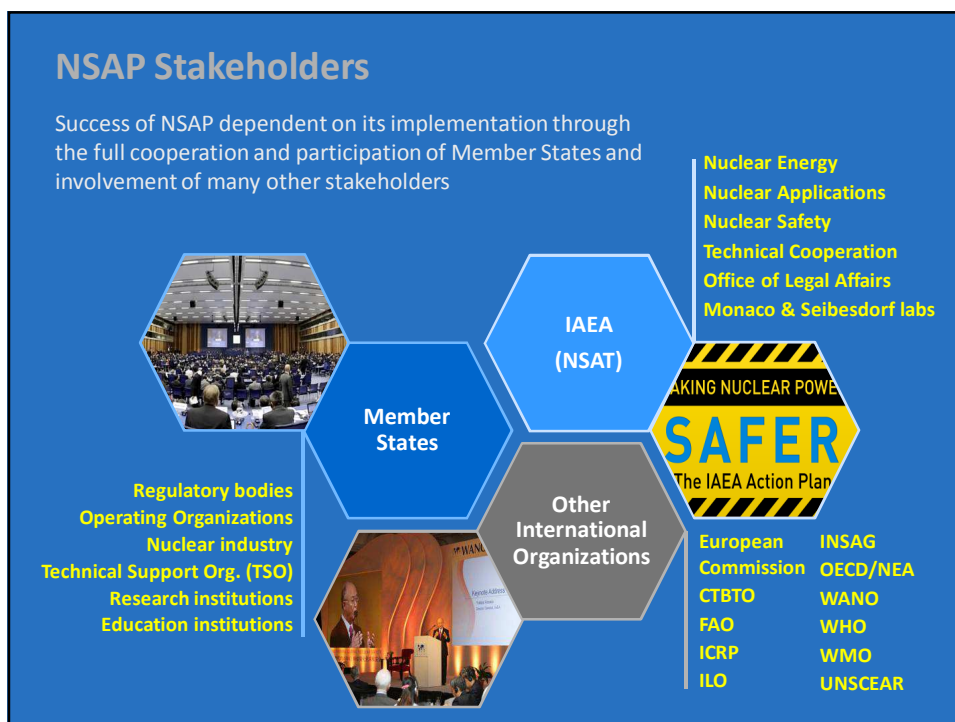 NSAP Stakeholders
Success of NSAP dependent on its implementation through
the full cooperation and participation of Member States and
involvement of many other stakeholders
Nuclear Energy
Nuclear Applications
Nuclear Safety
Technical Cooperation
Office of Legal Affairs
Monaco & Seibesdorf labs
IAEA
(NSAT)
AKING NUCLEAR POWE
SAFER
The IAEA Action Plan
Member
States
Regulatory bodies
Operating Organizations
Nuclear industry
Technical Support Org. (TSO)
Research institutions
Education institutions
Other
International
Organizations
WANO
Keynote Address
European
Commission
CTBTO
FAO
ICRP
ILO
INSAG
OECD/NEA
WANO
WHO
WMO
UNSCEAR